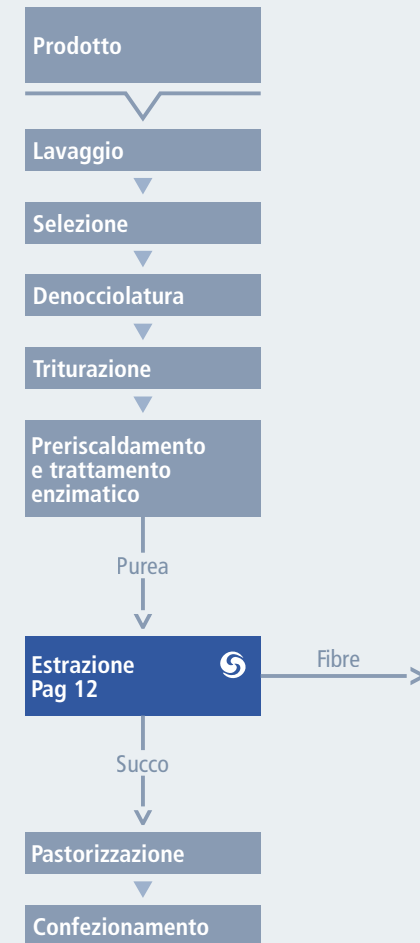 Prodotto
Lavaggio
Selezione
Denocciolatura
Triturazione
Preriscaldamento
e trattamento
enzimatico
Purea
Estrazione
Pag 12
Fibre
Succo
Pastorizzazione
Confezionamento